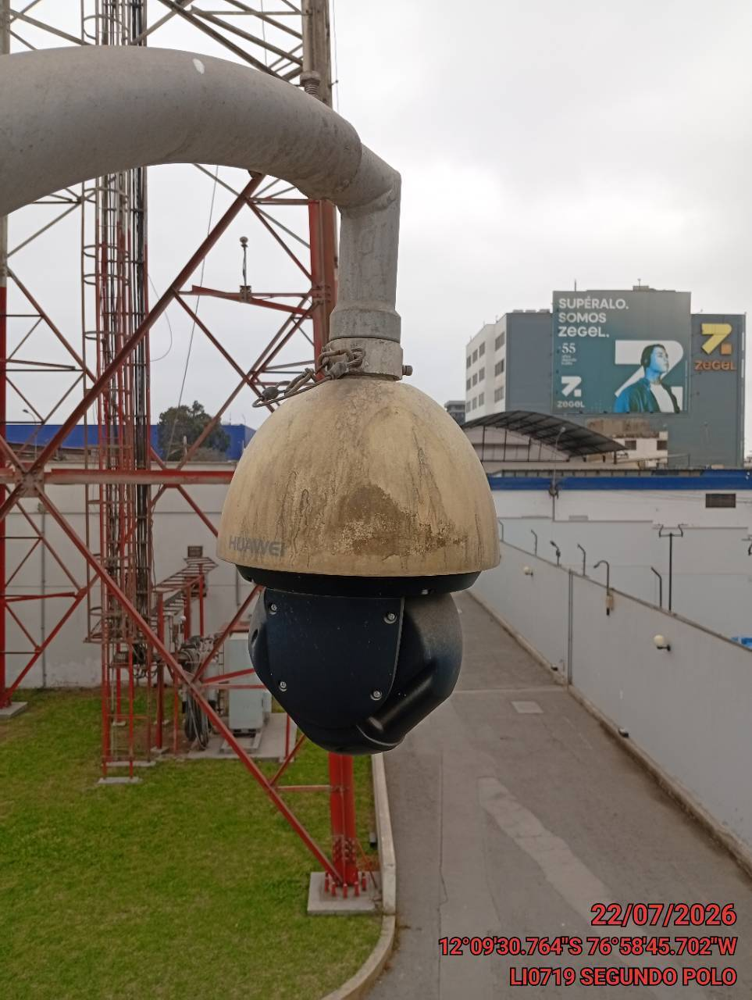 SUPÉRALO.
SOMOS
zegel.
55
zegel
zegel
HUAWEI
22/07/2026
12°09'30.764"S 76°58'45.702"W
LI0719 SEGUNDO POLO